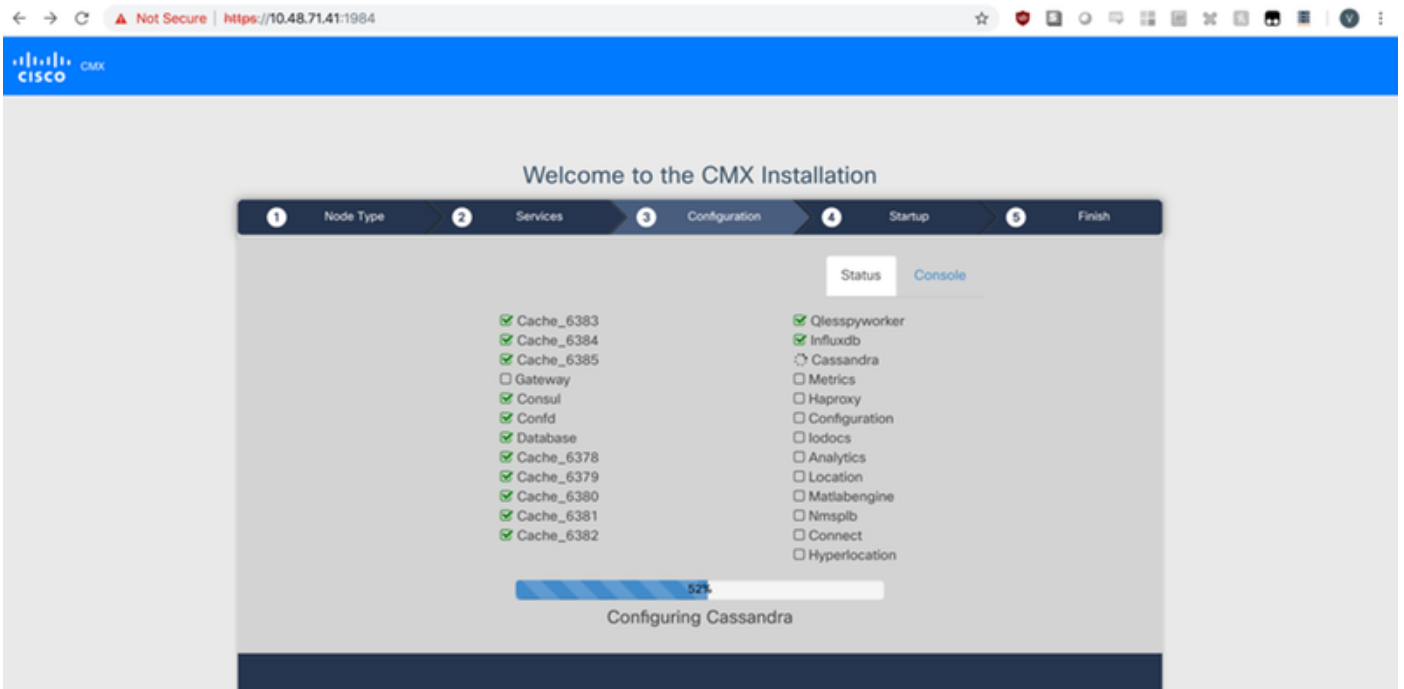 Not Secure | https://10.48.71.41:1984
CISCO CMX
Welcome to the CMX Installation
1 Node Type 2 Services 3 Configuration 4 Startup 5 Finish
Status Console
Cache_6383
Cache_6384
Cache_6385
Gateway
Consul
Confd
Database
Cache_6378
Cache_6379
Cache_6380
Cache_6381
Cache_6382
Qlesspyworker
Influxdb
Cassandra
Metrics
Haproxy
Configuration
Iodocs
Analytics
Location
Matlabengine
Nmsplb
Connect
Hyperlocation
52%
Configuring Cassandra